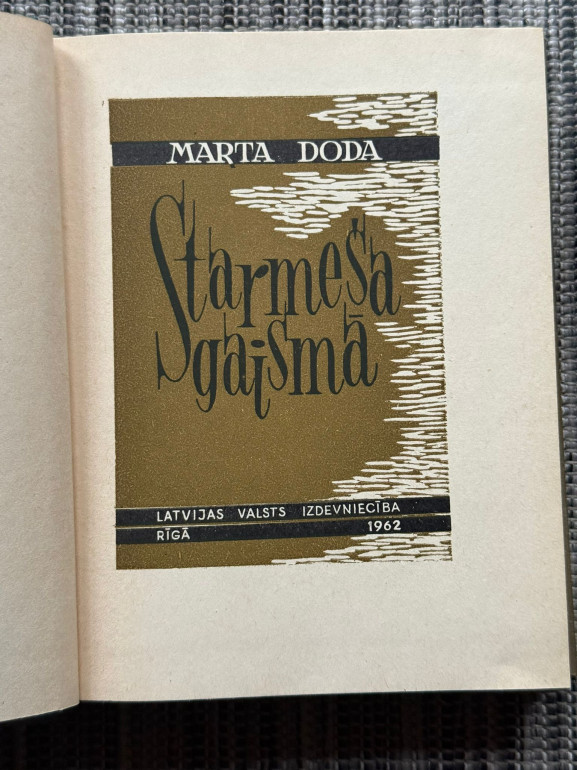 MARTA DODA
Starmeša
gaismā
LATVIJAS VALSTS IZDEVNIECĪBA
RĪGĀ 1962